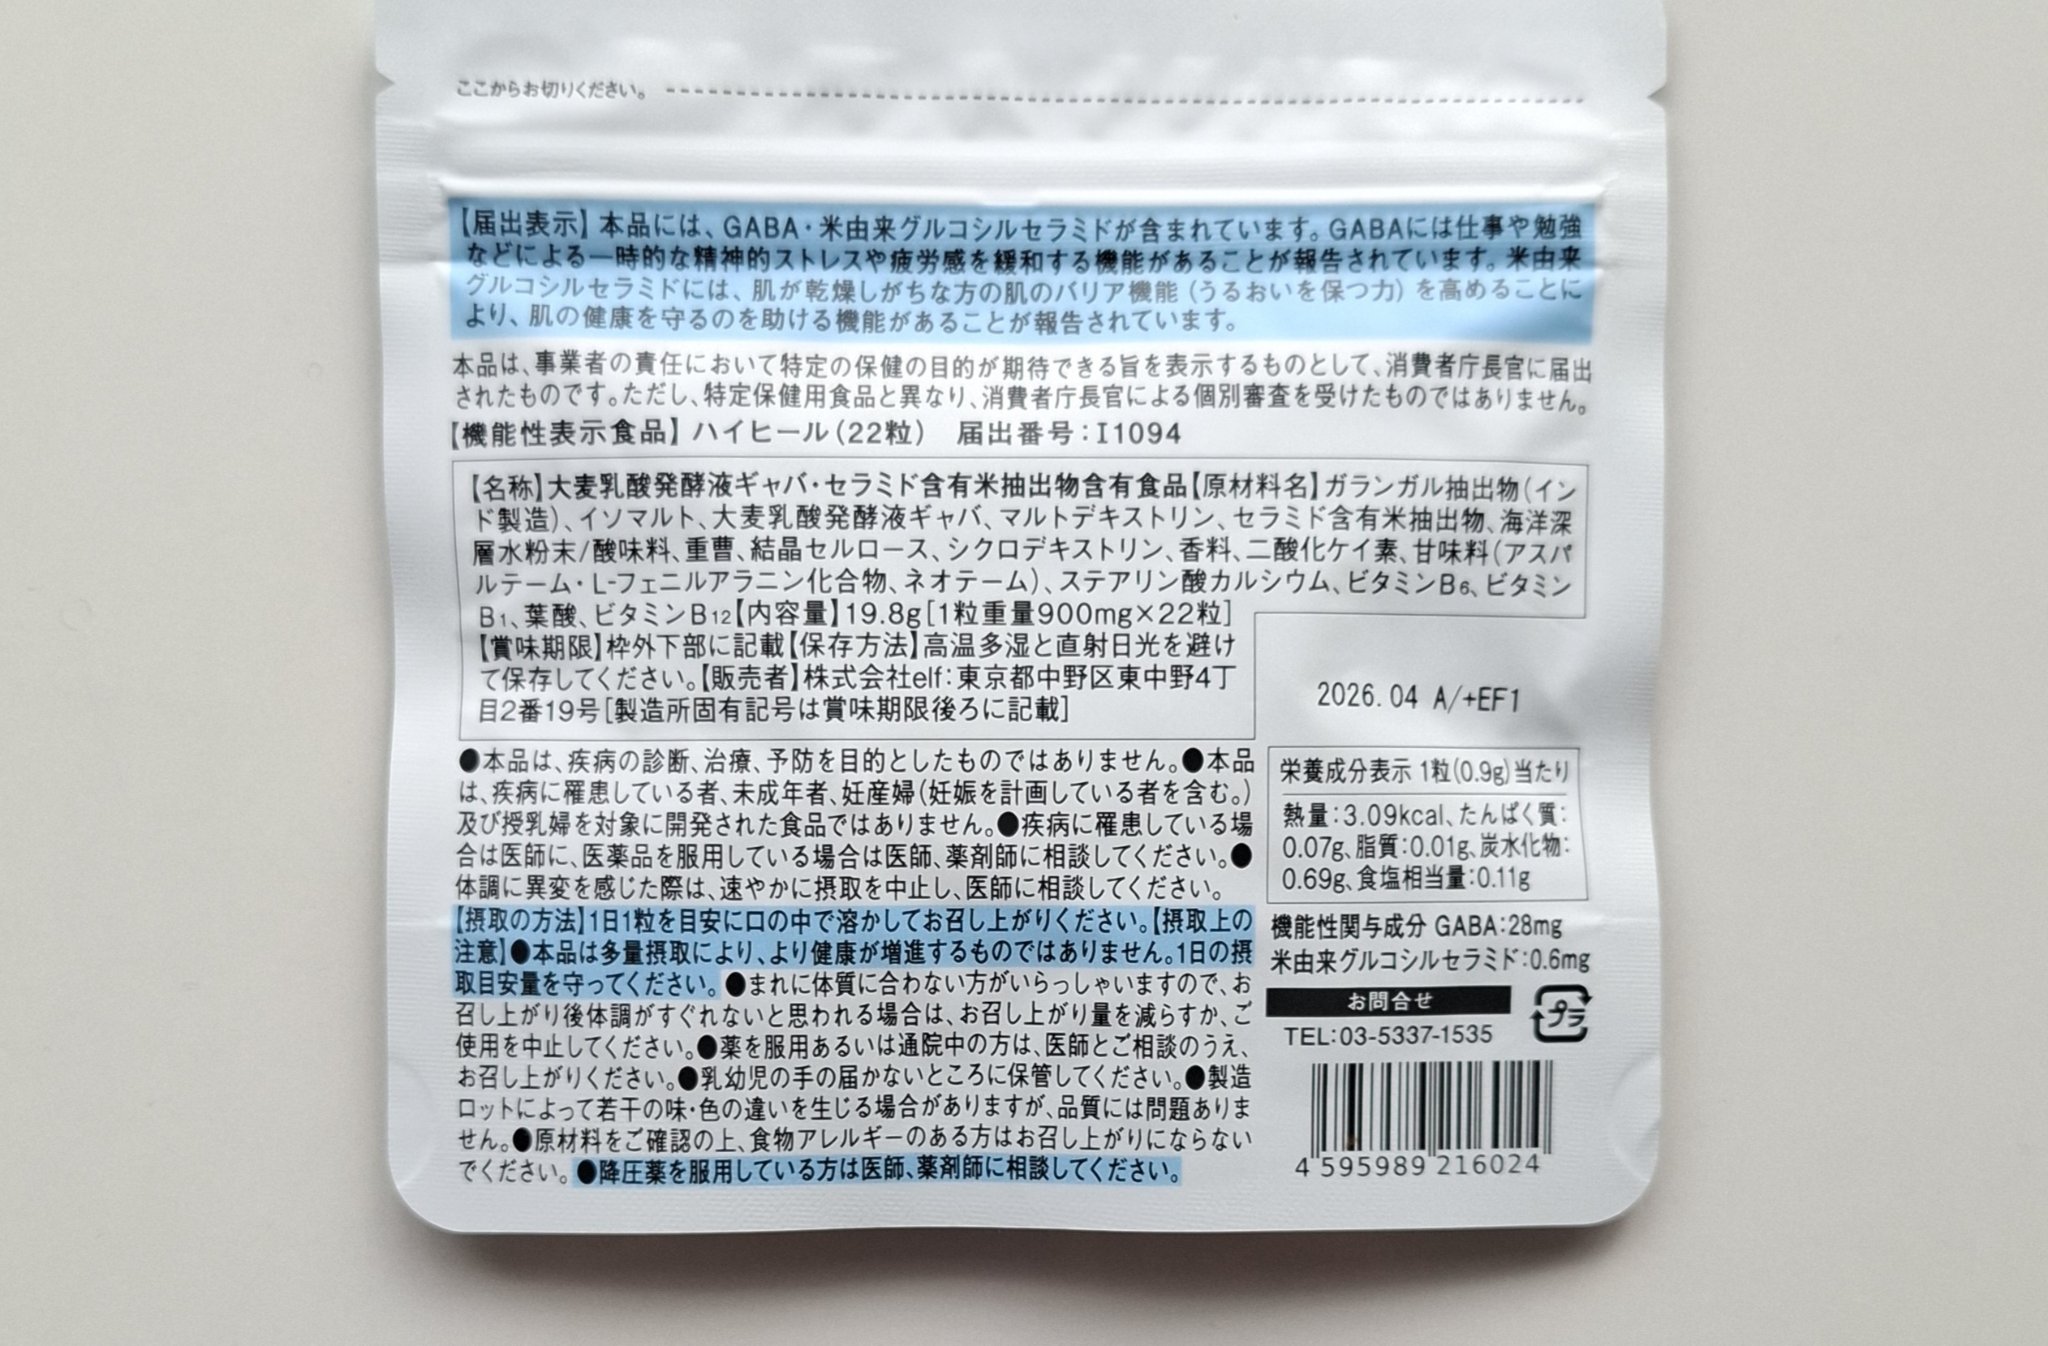 ここからお切りください。
【届出表示】本品には、GABA・米由来グルコシルセラミドが含まれています。GABAには仕事や勉強
などによる一時的な精神的ストレスや疲労感を緩和する機能があることが報告されています。米由来
グルコシルセラミドには、肌が乾燥しがちな方の肌のバリア機能（うるおいを保つ力）を高めることに
より、肌の健康を守るのを助ける機能があることが報告されています。
本品は、事業者の責任において特定の保健の目的が期待できる旨を表示するものとして、消費者庁長官に届出
されたものです。ただし、特定保健用食品と異なり、消費者庁長官による個別審査を受けたものではありません。
【機能性表示食品】ハイヒール（22粒）　届出番号：I1094
【名称】大麦乳酸発酵液ギャバ・セラミド含有米抽出物含有食品【原材料名】ガランガル抽出物（イン
ド製造）、イソマルト、大麦乳酸発酵液ギャバ、マルトデキストリン、セラミド含有米抽出物、海洋深
層水粉末/酸味料、重曹、結晶セルロース、シクロデキストリン、香料、二酸化ケイ素、甘味料（アスパ
ルテーム・L-フェニルアラニン化合物、ネオテーム）、ステアリン酸カルシウム、ビタミンB6、ビタミン
B1、葉酸、ビタミンB12【内容量】19.8g[1粒重量900mg×22粒]
【賞味期限】枠外下部に記載【保存方法】高温多湿と直射日光を避け
て保存してください。【販売者】株式会社elf：東京都中野区東中野4丁
目2番19号[製造所固有記号は賞味期限後ろに記載]
2026.04 A/+EF1
●本品は、疾病の診断、治療、予防を目的としたものではありません。●本品
は、疾病に罹患している者、未成年者、妊産婦（妊娠を計画している者を含む。）
及び授乳婦を対象に開発された食品ではありません。●疾病に罹患している場
合は医師に、医薬品を服用している場合は医師、薬剤師に相談してください。●
体調に異変を感じた際は、速やかに摂取を中止し、医師に相談してください。
【摂取の方法】1日1粒を目安に口の中で溶かしてお召し上がりください。【摂取上の
注意】●本品は多量摂取により、より健康が増進するものではありません。1日の摂
取目安量を守ってください。●まれに体質に合わない方がいらっしゃいますので、お
召し上がり後体調がすぐれないと思われる場合は、お召し上がり量を減らすか、ご
使用を中止してください。●薬を服用あるいは通院中の方は、医師とご相談のうえ、
お召し上がりください。●乳幼児の手の届かないところに保管してください。●製造
ロットによって若干の味・色の違いを生じる場合がありますが、品質には問題ありま
せん。●原材料をご確認の上、食物アレルギーのある方はお召し上がりにならない
でください。●降圧薬を服用している方は医師、薬剤師に相談してください。
栄養成分表示 1粒(0.9g)当たり
熱量：3.09kcal、たんぱく質：
0.07g、脂質：0.01g、炭水化物：
0.69g、食塩相当量：0.11g
機能性関与成分 GABA：28mg
米由来グルコシルセラミド：0.6mg
お問合せ
TEL：03-5337-1535
プラ
4 595989 216024